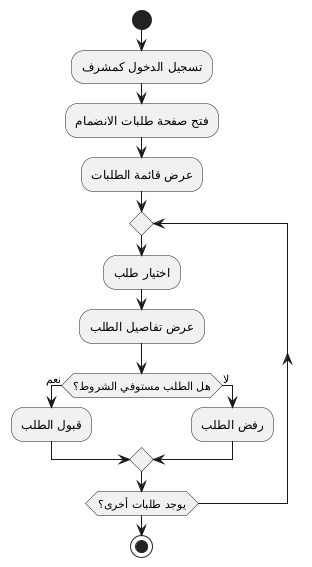 تسجيل الدخول كمشرف
فتح صفحة طلبات الانضمام
عرض قائمة الطلبات
اختيار طلب
عرض تفاصيل الطلب
هل الطلب مستوفي الشروط؟
نعم
لا
قبول الطلب
رفض الطلب
يوجد طلبات أخرى؟